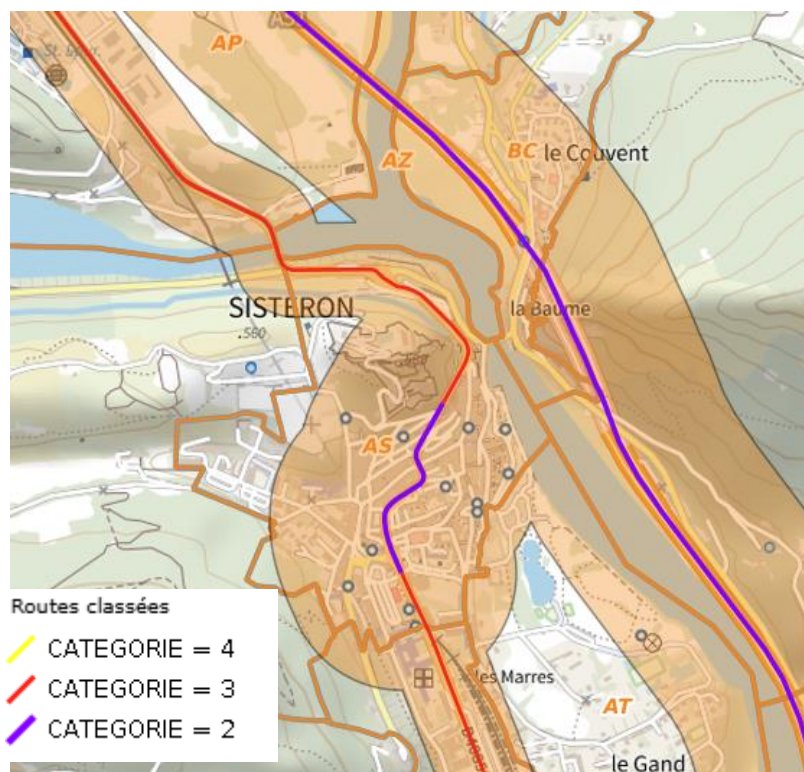 AP
AZ
BC
le Couvent
SISTERON
.560
la Baume
AS
les Marres
AT
le Gand
Routes classées
CATEGORIE = 4
CATEGORIE = 3
CATEGORIE = 2